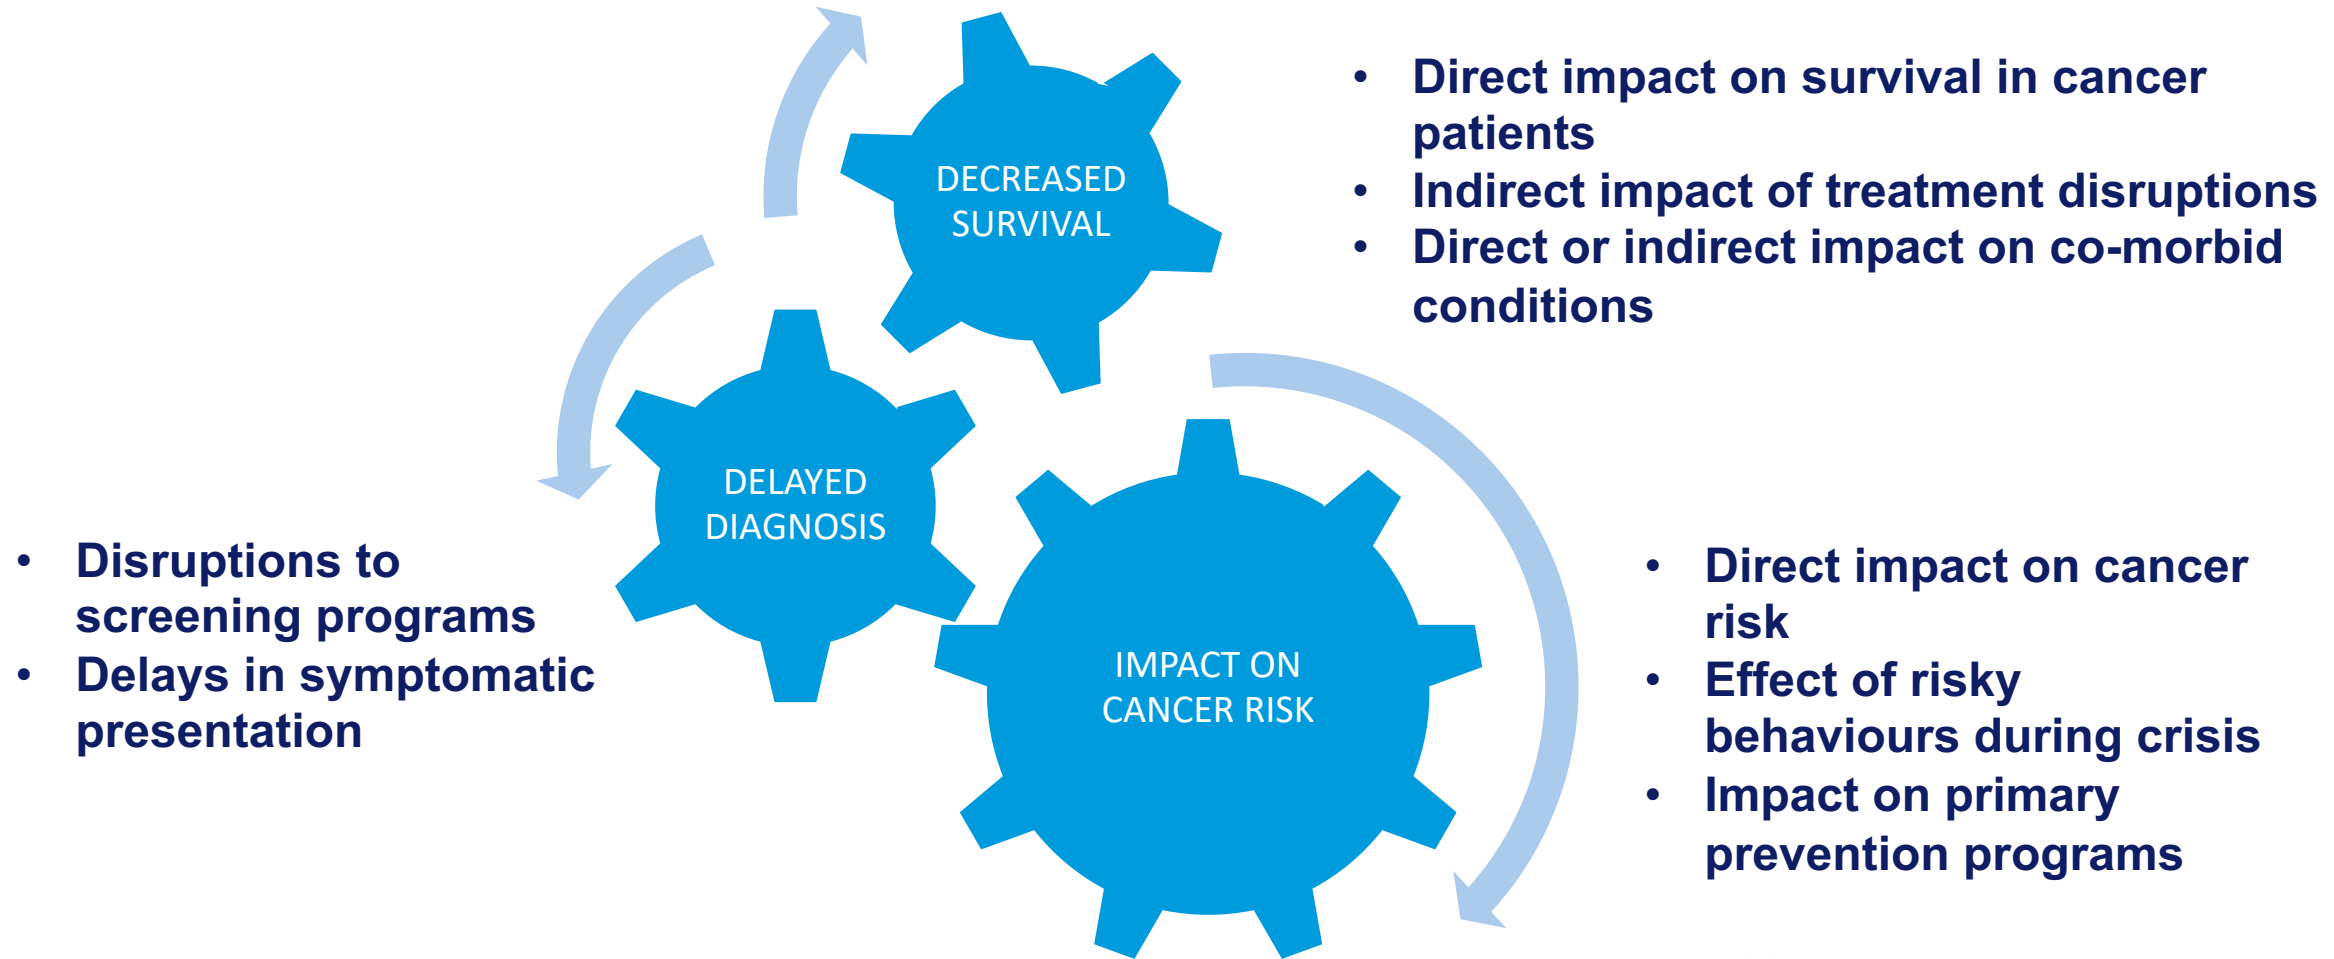 DECREASED
SURVIVAL
• Direct impact on survival in cancer
patients
• Indirect impact of treatment disruptions
• Direct or indirect impact on co-morbid
conditions
DELAYED
DIAGNOSIS
• Disruptions to
screening programs
• Delays in symptomatic
presentation
IMPACT ON
CANCER RISK
• Direct impact on cancer
risk
• Effect of risky
behaviours during crisis
• Impact on primary
prevention programs